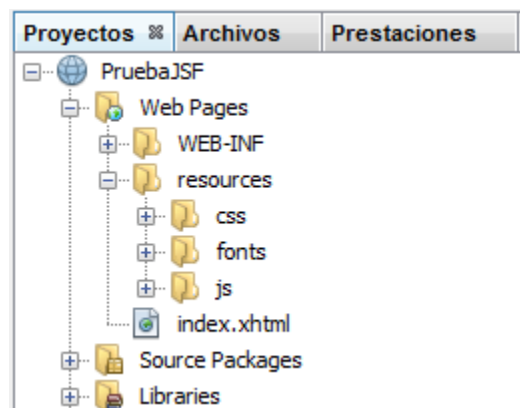 Proyectos Archivos Prestaciones
PruebaJSF
Web Pages
WEB-INF
resources
css
fonts
js
index.xhtml
Source Packages
Libraries